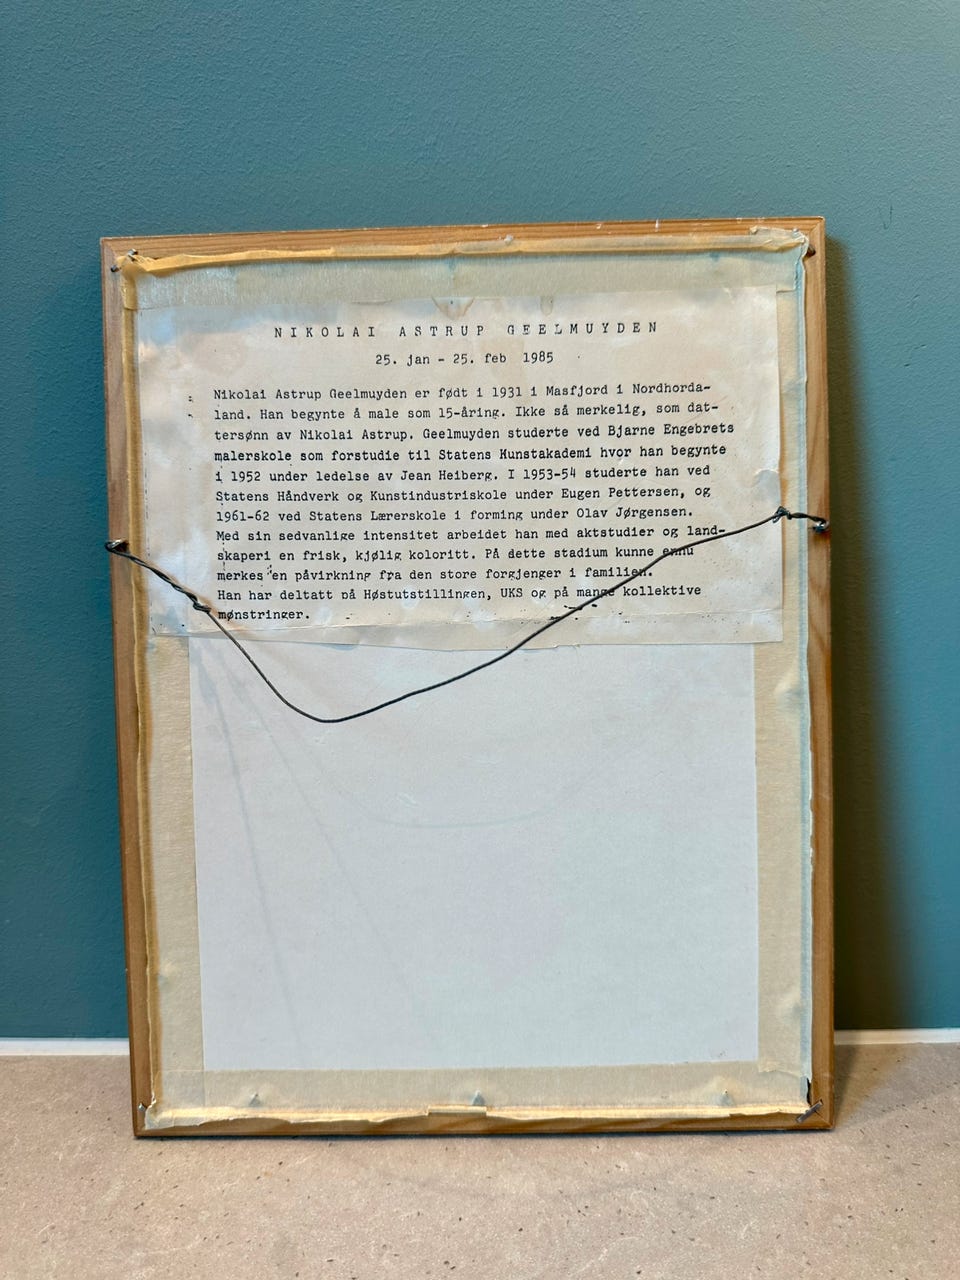 NIKOLAI ASTRUP GEELMUYDEN
25. jan - 25. feb 1985
Nikolai Astrup Geelmuyden er født i 1931 i Masfjord i Nordhorda-
land. Han begynte å male som 15-åring. Ikke så merkelig, som dat-
tersønn av Nikolai Astrup. Geelmuyden studerte ved Bjarne Engebrets
malerskole som forstudie til Statens Kunstakademi hvor han begynte
i 1952 under ledelse av Jean Heiberg. I 1953-54 studerte han ved
Statens Håndverk og Kunstindustriskole under Eugen Pettersen, og
1961-62 ved Statens Lærerskole i forming under Olav Jørgensen.
Med sin sedvanlige intensitet arbeidet han med aktstudier og land-
skaperi en frisk, kjølig koloritt. På dette stadium kunne ennu
merkes en påvirkning fra den store forgjenger i familien.
Han har deltatt på Høstutstillingen, UKS og på mange kollektive
mønstringer.